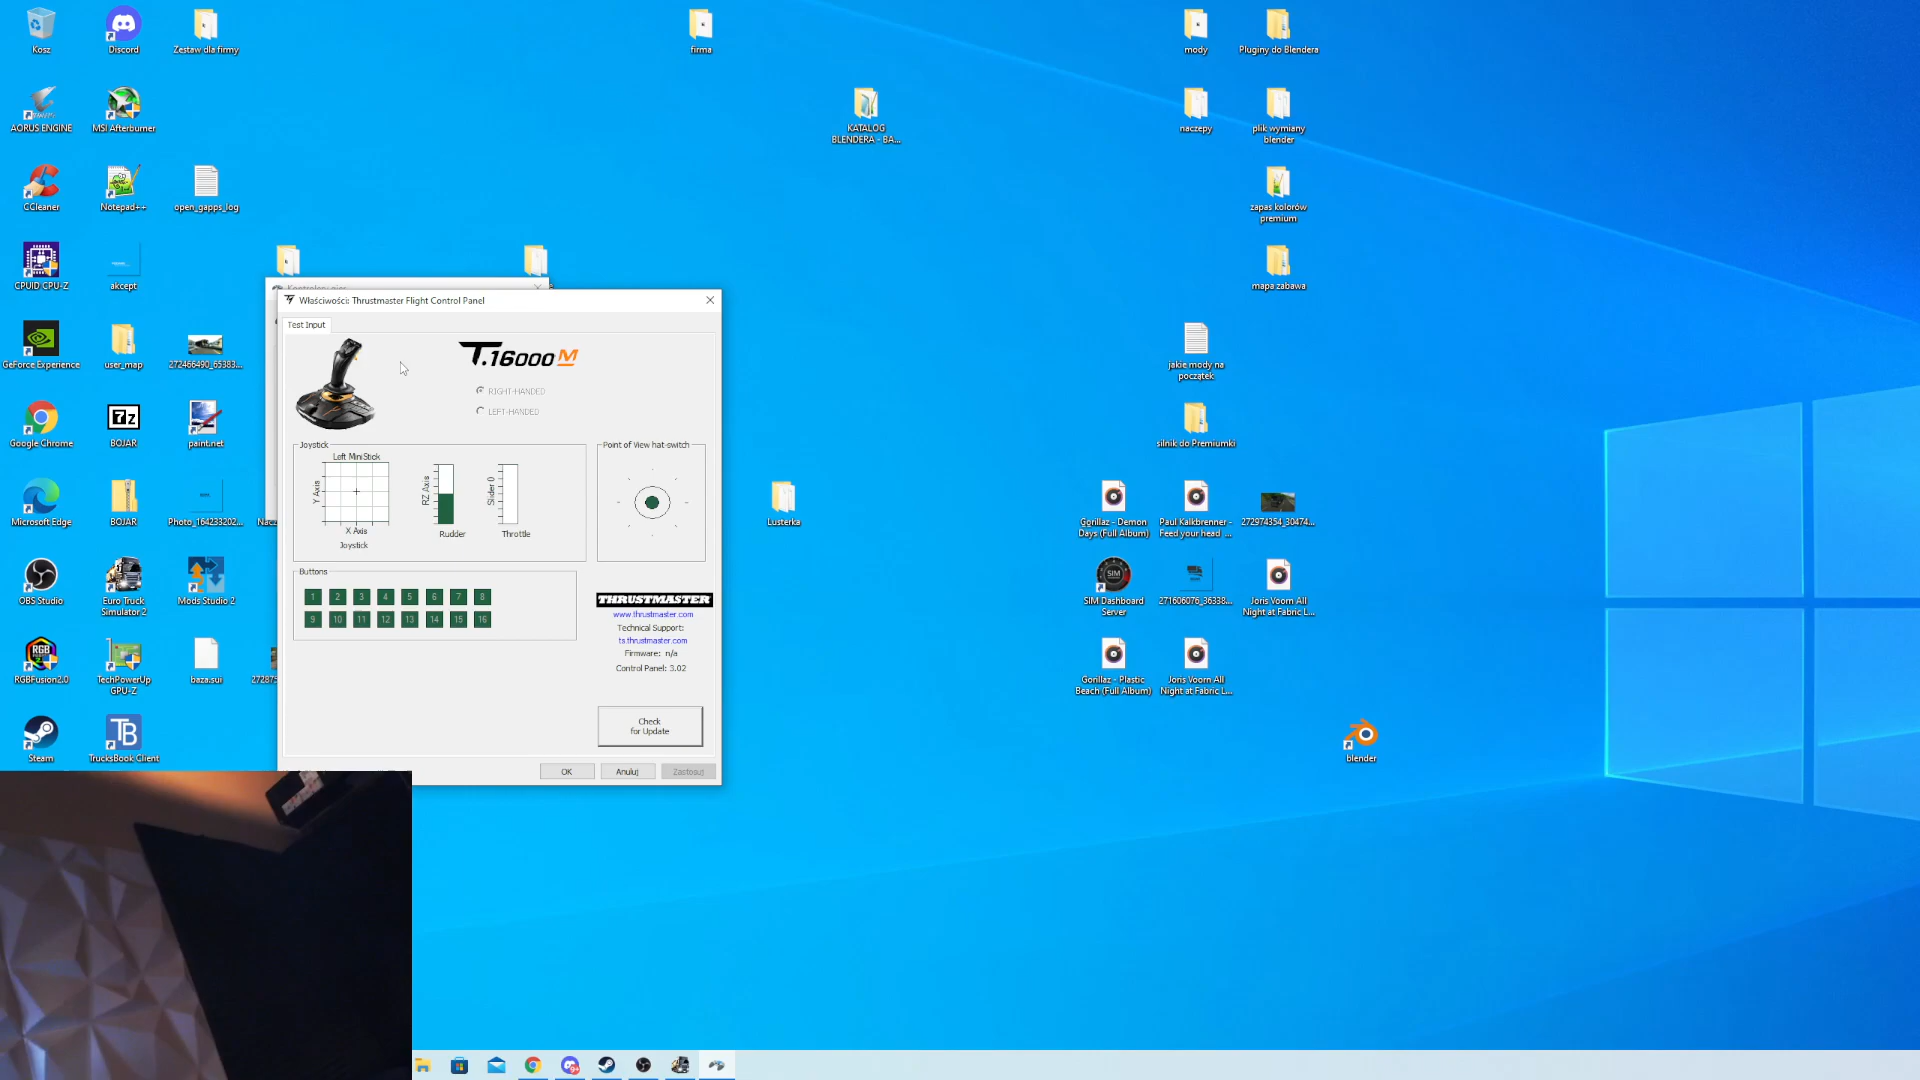 Kosz
Discord
Zestaw dla firmy
firma
mody
Pluginy do Blendera
AORUS ENGINE
MSI Afterburner
KATALOG
BLENDERA - BA...
naczepy
plik wymiany
blender
CCleaner
Notepad++
open_gapps_log
zapas kolorów
premium
CPUID CPU-Z
akcept
mapa zabawa
GeForce Experience
user_map
272466490_65383...
jakie mody na
początek
Google Chrome
BOJAR
paint.net
silnik do Premiumki
Microsoft Edge
BOJAR
Photo_164233202...
Nac
Lusterka
Gorillaz - Demon
Days (Full Album)
Paul Kalkbrenner -
Feed your head ...
272974354_30474...
OBS Studio
Euro Truck
Simulator 2
Mods Studio 2
SIM Dashboard
Server
271606076_36338...
Joris Voorn All
Night at Fabric L...
RGBFusion2.0
TechPowerUp
GPU-Z
baza.sui
27287
Gorillaz - Plastic
Beach (Full Album)
Joris Voorn All
Night at Fabric L...
Steam
TrucksBook Client
blender
Właściwości: Thrustmaster Flight Control Panel
Test Input
T.16000M
RIGHT-HANDED
LEFT-HANDED
Joystick
Left MiniStick
Y Axis
X Axis
Joystick
RZ Axis
Rudder
Slider 0
Throttle
Point of View hat-switch
Buttons
1 2 3 4 5 6 7 8
9 10 11 12 13 14 15 16
THRUSTMASTER
www.thrustmaster.com
Technical Support:
ts.thrustmaster.com
Firmware: n/a
Control Panel: 3.02
Check
for Update
OK
Anuluj
Zastosuj